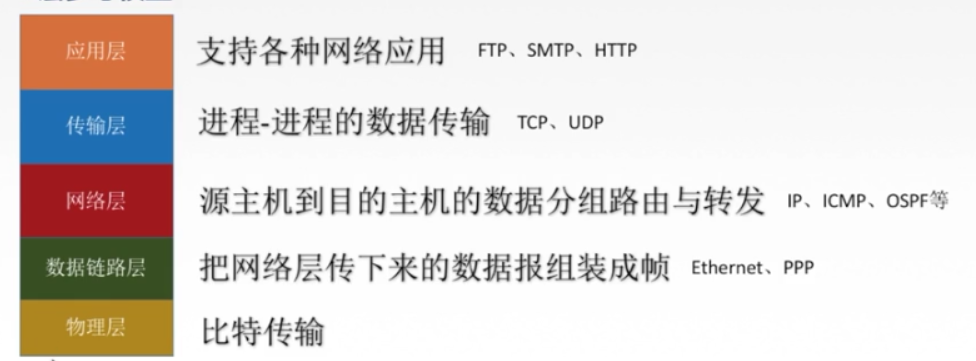 应用层 支持各种网络应用 FTP、SMTP、HTTP
传输层 进程-进程的数据传输 TCP、UDP
网络层 源主机到目的主机的数据分组路由与转发 IP、ICMP、OSPF等
数据链路层 把网络层传下来的数据报组装成帧 Ethernet、PPP
物理层 比特传输